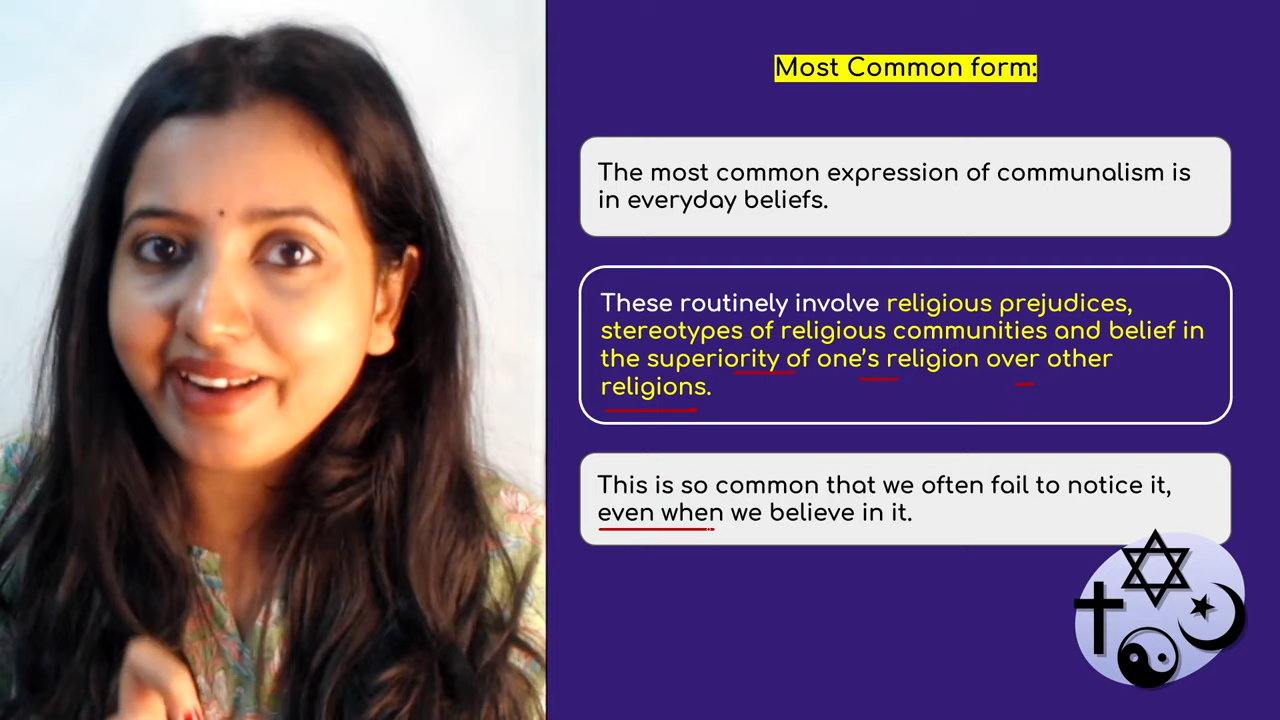 Most Common form:
The most common expression of communalism is
in everyday beliefs.
These routinely involve religious prejudices,
stereotypes of religious communities and belief in
the superiority of one's religion over other
religions.
This is so common that we often fail to notice it,
even when we believe in it.